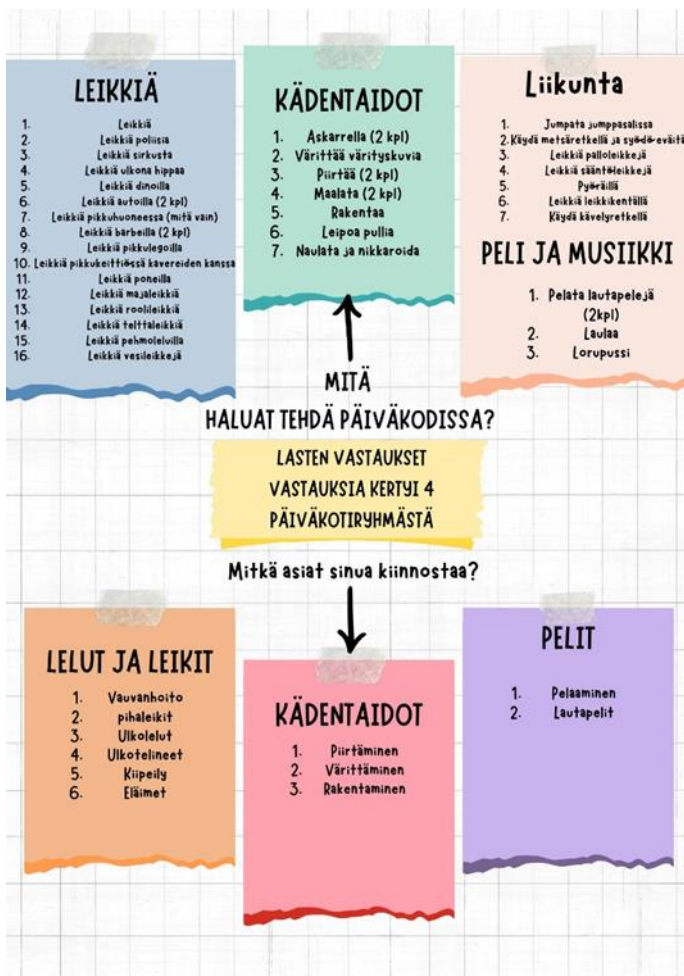 LEIKKIÄ
1. Leikkiä
2. Leikkiä poliisia
3. Leikkiä sirkusta
4. Leikkiä ulkona hippaa
5. Leikkiä dinoilla
6. Leikkiä autoilla (2 kpl)
7. Leikkiä pikkuhuoneessa (mitä vain)
8. Leikkiä barbeilla (2 kpl)
9. Leikkiä pikkulegoilla
10. Leikkiä pikkukeittiössä kavereiden kanssa
11. Leikkiä poneilla
12. Leikkiä majaleikkiä
13. Leikkiä roolileikkiä
14. Leikkiä telttaleikkiä
15. Leikkiä pehmoleluilla
16. Leikkiä vesileikkejä
KÄDENTAIDOT
1. Askarrella (2 kpl)
2. Värittää värityskuvia
3. Piirtää (2 kpl)
4. Maalata (2 kpl)
5. Rakentaa
6. Leipoa pullia
7. Naulata ja nikkaroida
Liikunta
1. Jumpata jumppasalissa
2. Käydä metsäretkellä ja syödä eväitä
3. Leikkiä palloleikkejä
4. Leikkiä sääntöleikkejä
5. Pyöräillä
6. Leikkiä leikkikentällä
7. Käydä kävelyretkellä
PELI JA MUSIIKKI
1. Pelata lautapelejä
(2kpl)
2. Laulaa
3. Lorupussi
MITÄ
HALUAT TEHDÄ PÄIVÄKODISSA?
LASTEN VASTAUKSET
VASTAUKSIA KERTYI 4
PÄIVÄKOTIRYHMÄSTÄ
Mitkä asiat sinua kiinnostaa?
LELUT JA LEIKIT
1. Vauvanhoito
2. pihaleikit
3. Ulkolelut
4. Ulkotelineet
5. Kiipeily
6. Eläimet
KÄDENTAIDOT
1. Piirtäminen
2. Värittäminen
3. Rakentaminen
PELIT
1. Pelaaminen
2. Lautapelit